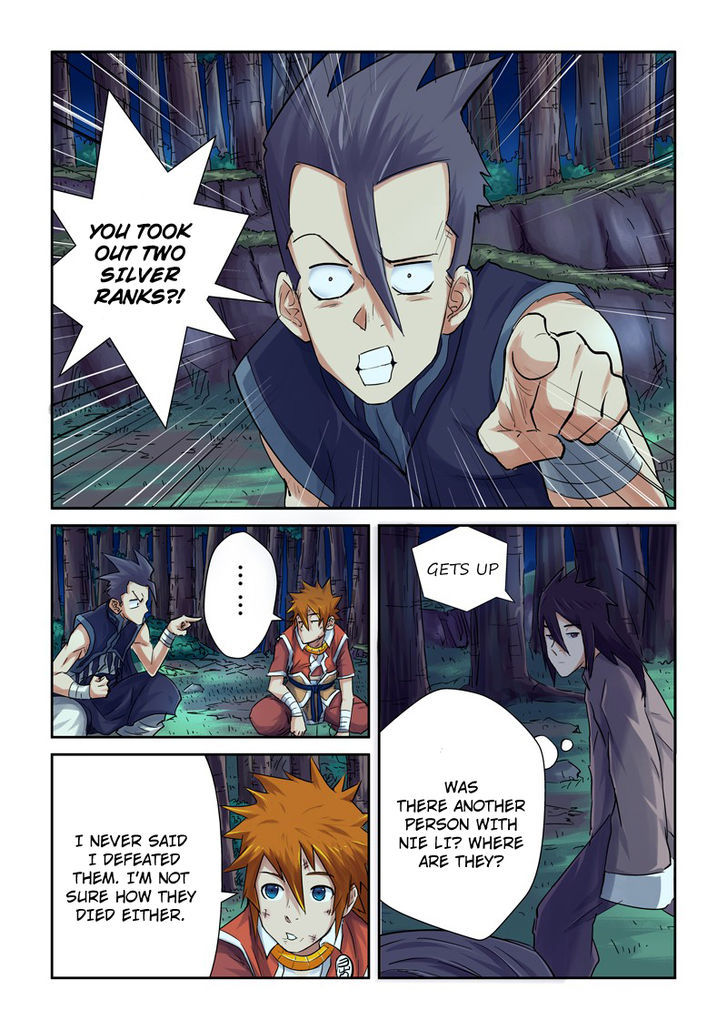 YOU TOOK
OUT TWO
SILVER
RANKS?!
......
GETS UP
WAS
THERE ANOTHER
PERSON WITH
NIE LI? WHERE
ARE THEY?
I NEVER SAID
I DEFEATED
THEM. I'M NOT
SURE HOW THEY
DIED EITHER.